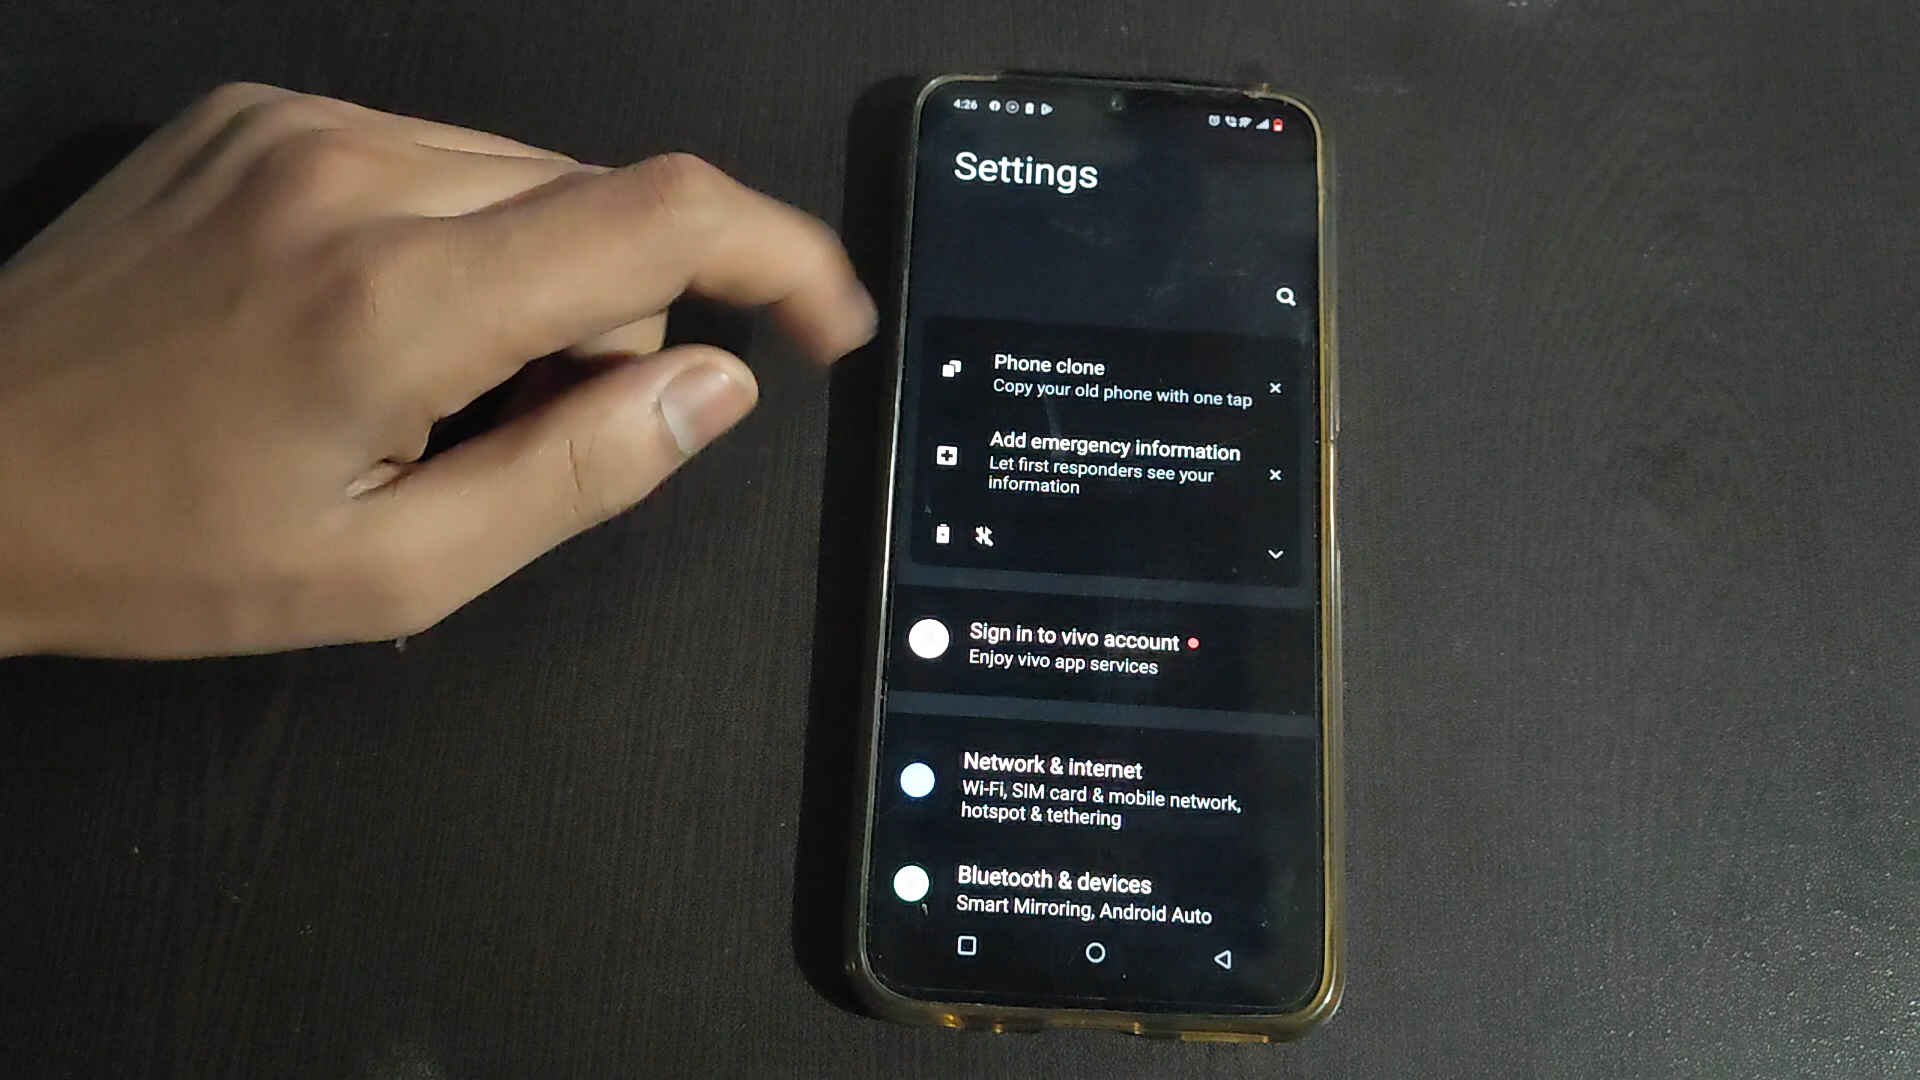 4:26
Settings
Phone clone
Copy your old phone with one tap
Add emergency information
Let first responders see your
information
Sign in to vivo account
Enjoy vivo app services
Network & internet
Wi-Fi, SIM card & mobile network,
hotspot & tethering
Bluetooth & devices
Smart Mirroring, Android Auto